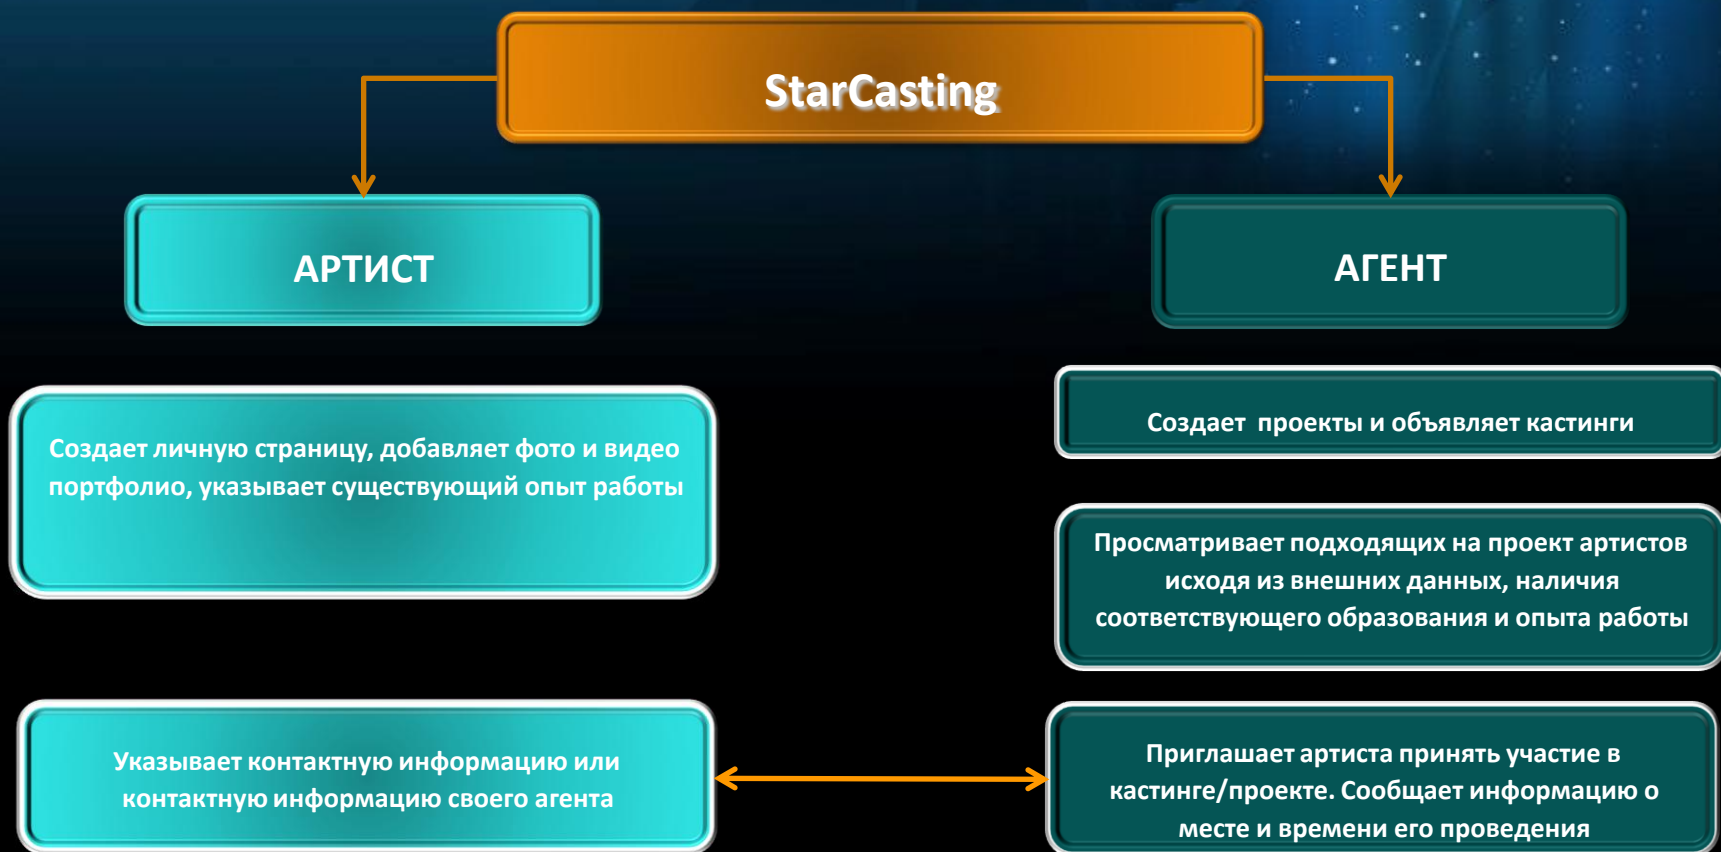 StarCasting
АРТИСТ
АГЕНТ
Создает личную страницу, добавляет фото и видео
портфолио, указывает существующий опыт работы
Указывает контактную информацию или
контактную информацию своего агента
Создает  проекты и объявляет кастинги
Просматривает подходящих на проект артистов
исходя из внешних данных, наличия
соответствующего образования и опыта работы
Приглашает артиста принять участие в
кастинге/проекте. Сообщает информацию о
месте и времени его проведения